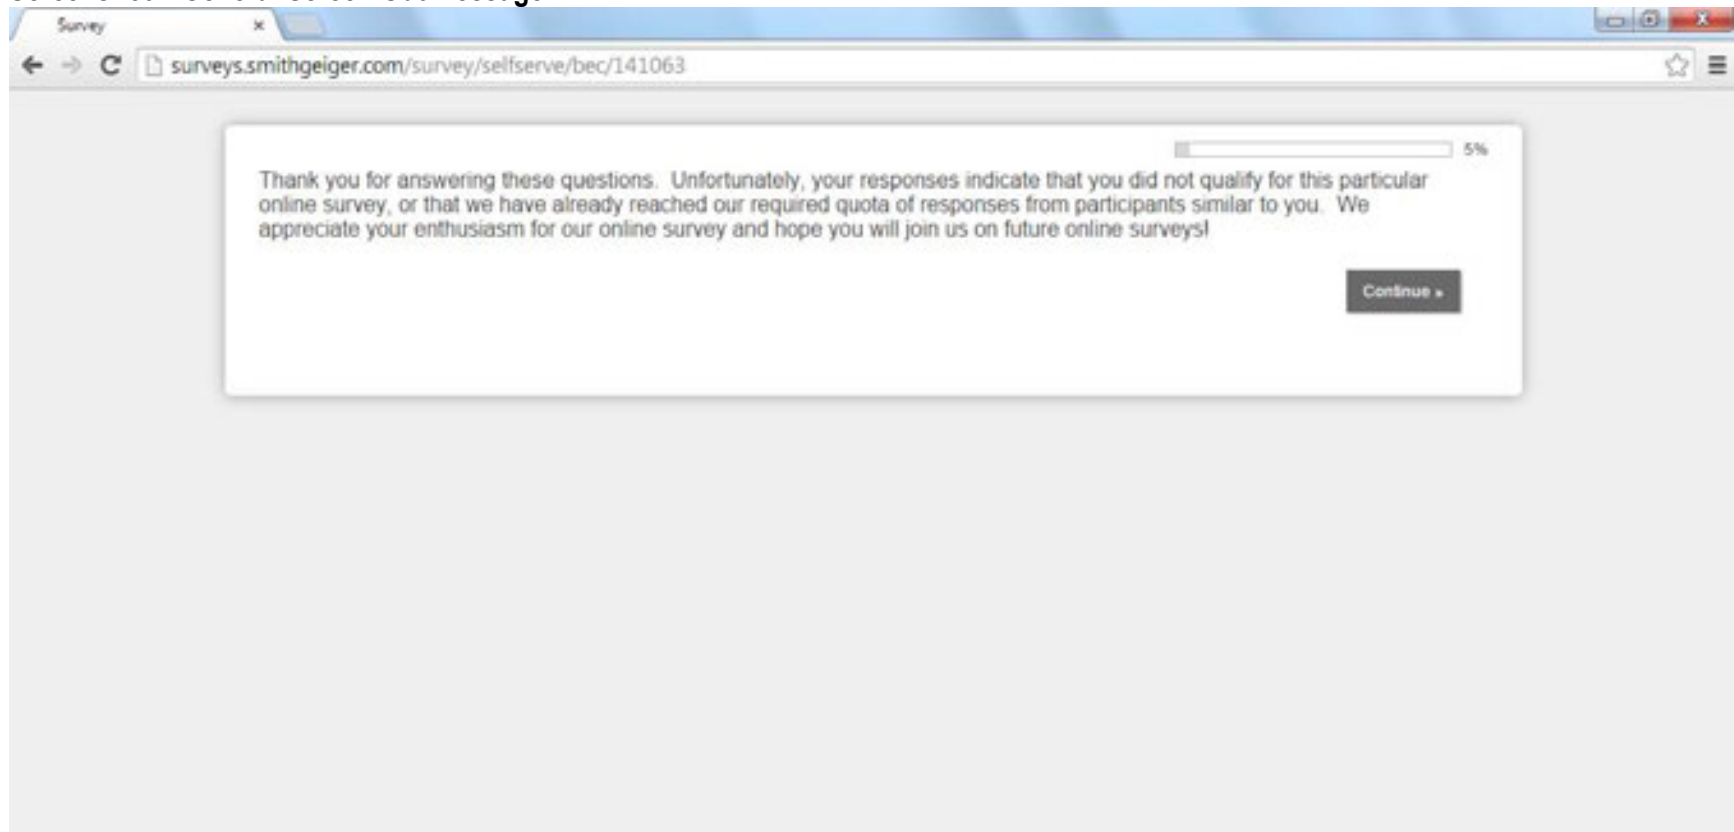 Survey
surveys.smithgeiger.com/survey/selfserve/bec/141063
5%
Thank you for answering these questions.  Unfortunately, your responses indicate that you did not qualify for this particular
online survey, or that we have already reached our required quota of responses from participants similar to you.  We
appreciate your enthusiasm for our online survey and hope you will join us on future online surveys!
Continue »